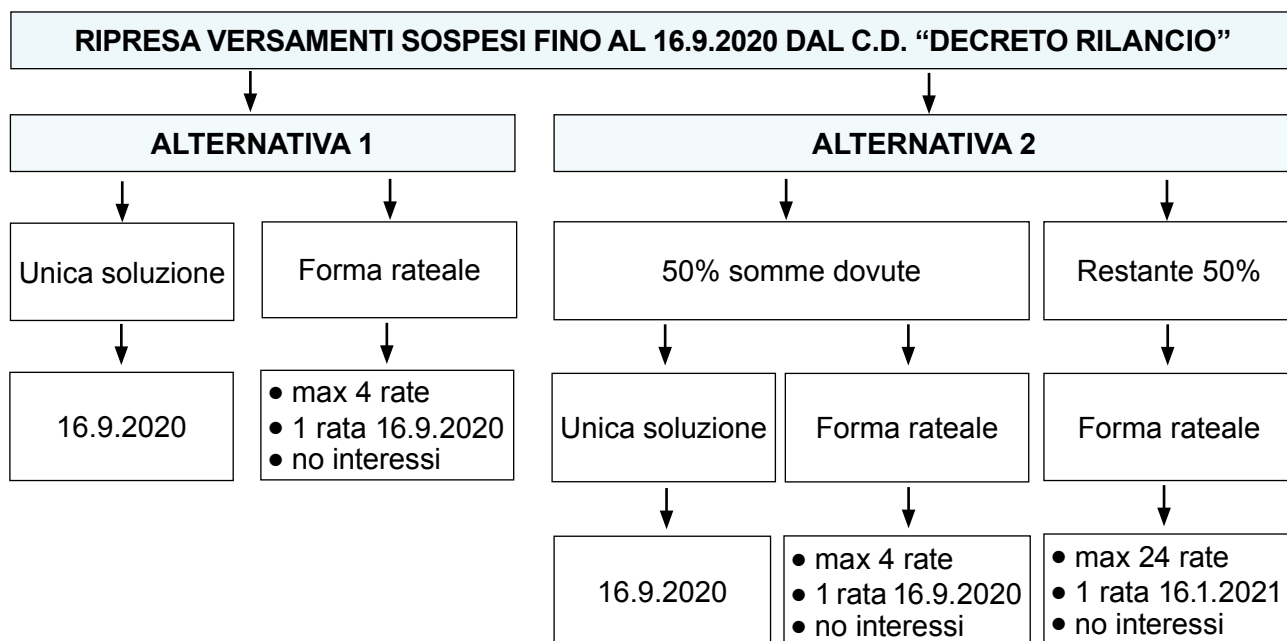 RIPRESA VERSAMENTI SOSPESI FINO AL 16.9.2020 DAL C.D. “DECRETO RILANCIO”
ALTERNATIVA 1
ALTERNATIVA 2
Unica soluzione
Forma rateale
50% somme dovute
Restante 50%
16.9.2020
• max 4 rate
• 1 rata 16.9.2020
• no interessi
Unica soluzione
Forma rateale
Forma rateale
16.9.2020
• max 4 rate
• 1 rata 16.9.2020
• no interessi
• max 24 rate
• 1 rata 16.1.2021
• no interessi